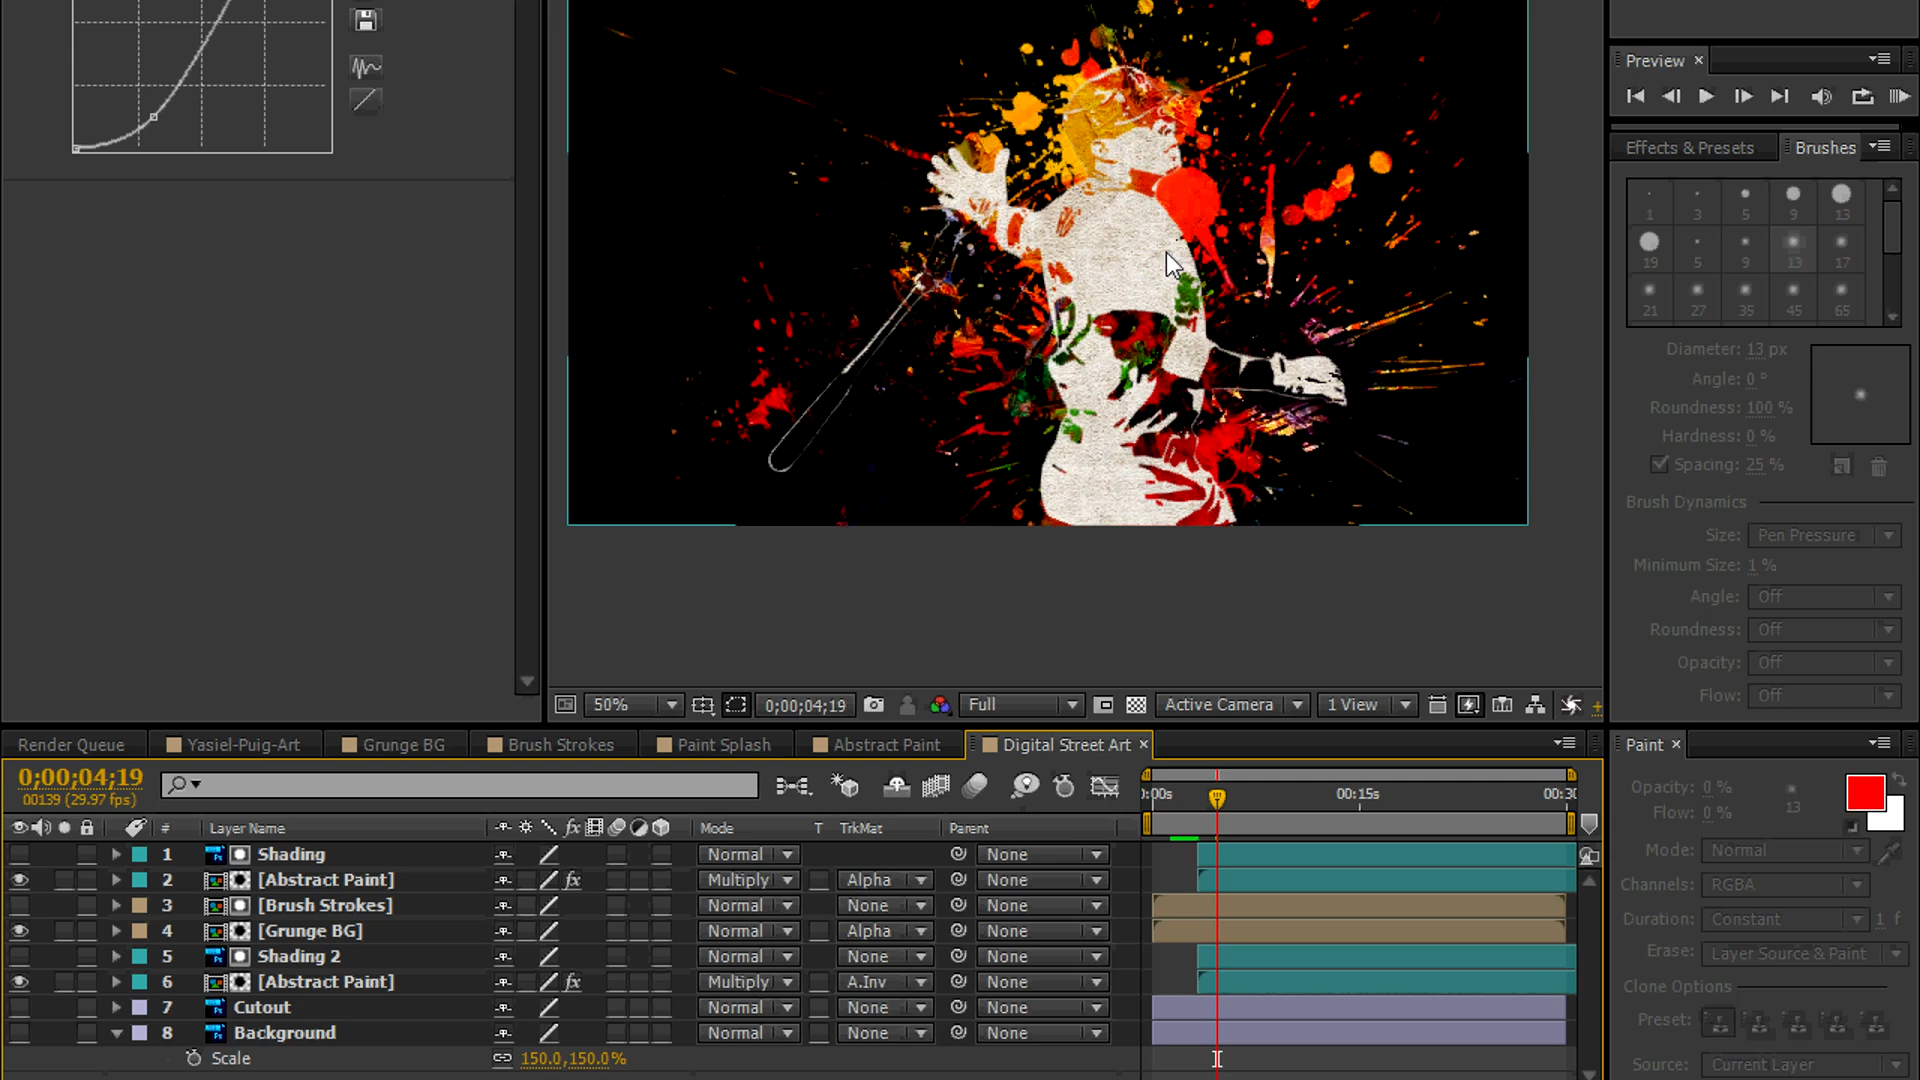 Preview ×
Effects & Presets
Brushes
1 3 5 9 13
19 5 9 13 17
21 27 35 45 65
Diameter: 13 px
Angle: 0 °
Roundness: 100 %
Hardness: 0 %
Spacing: 25 %
Brush Dynamics
Size: Pen Pressure
Minimum Size: 1 %
Angle: Off
Roundness: Off
Opacity: Off
Flow: Off
50%
0;00;04;19
Full
Active Camera
1 View
Render Queue
Yasiel-Puig-Art
Grunge BG
Brush Strokes
Paint Splash
Abstract Paint
Digital Street Art ×
0;00;04;19
00139 (29.97 fps)
:00s 00:15s 00:30
# Layer Name fx Mode T TrkMat Parent
1 Shading Normal None
2 [Abstract Paint] fx Multiply Alpha None
3 [Brush Strokes] Normal None None
4 [Grunge BG] Normal Alpha None
5 Shading 2 Normal None None
6 [Abstract Paint] fx Multiply A.Inv None
7 Cutout Normal None None
8 Background Normal None None
Scale 150.0,150.0%
Paint ×
Opacity: 0 %
Flow: 0 %
13
Mode: Normal
Channels: RGBA
Duration: Constant 1 f
Erase: Layer Source & Paint
Clone Options
Preset:
Source: Current Layer